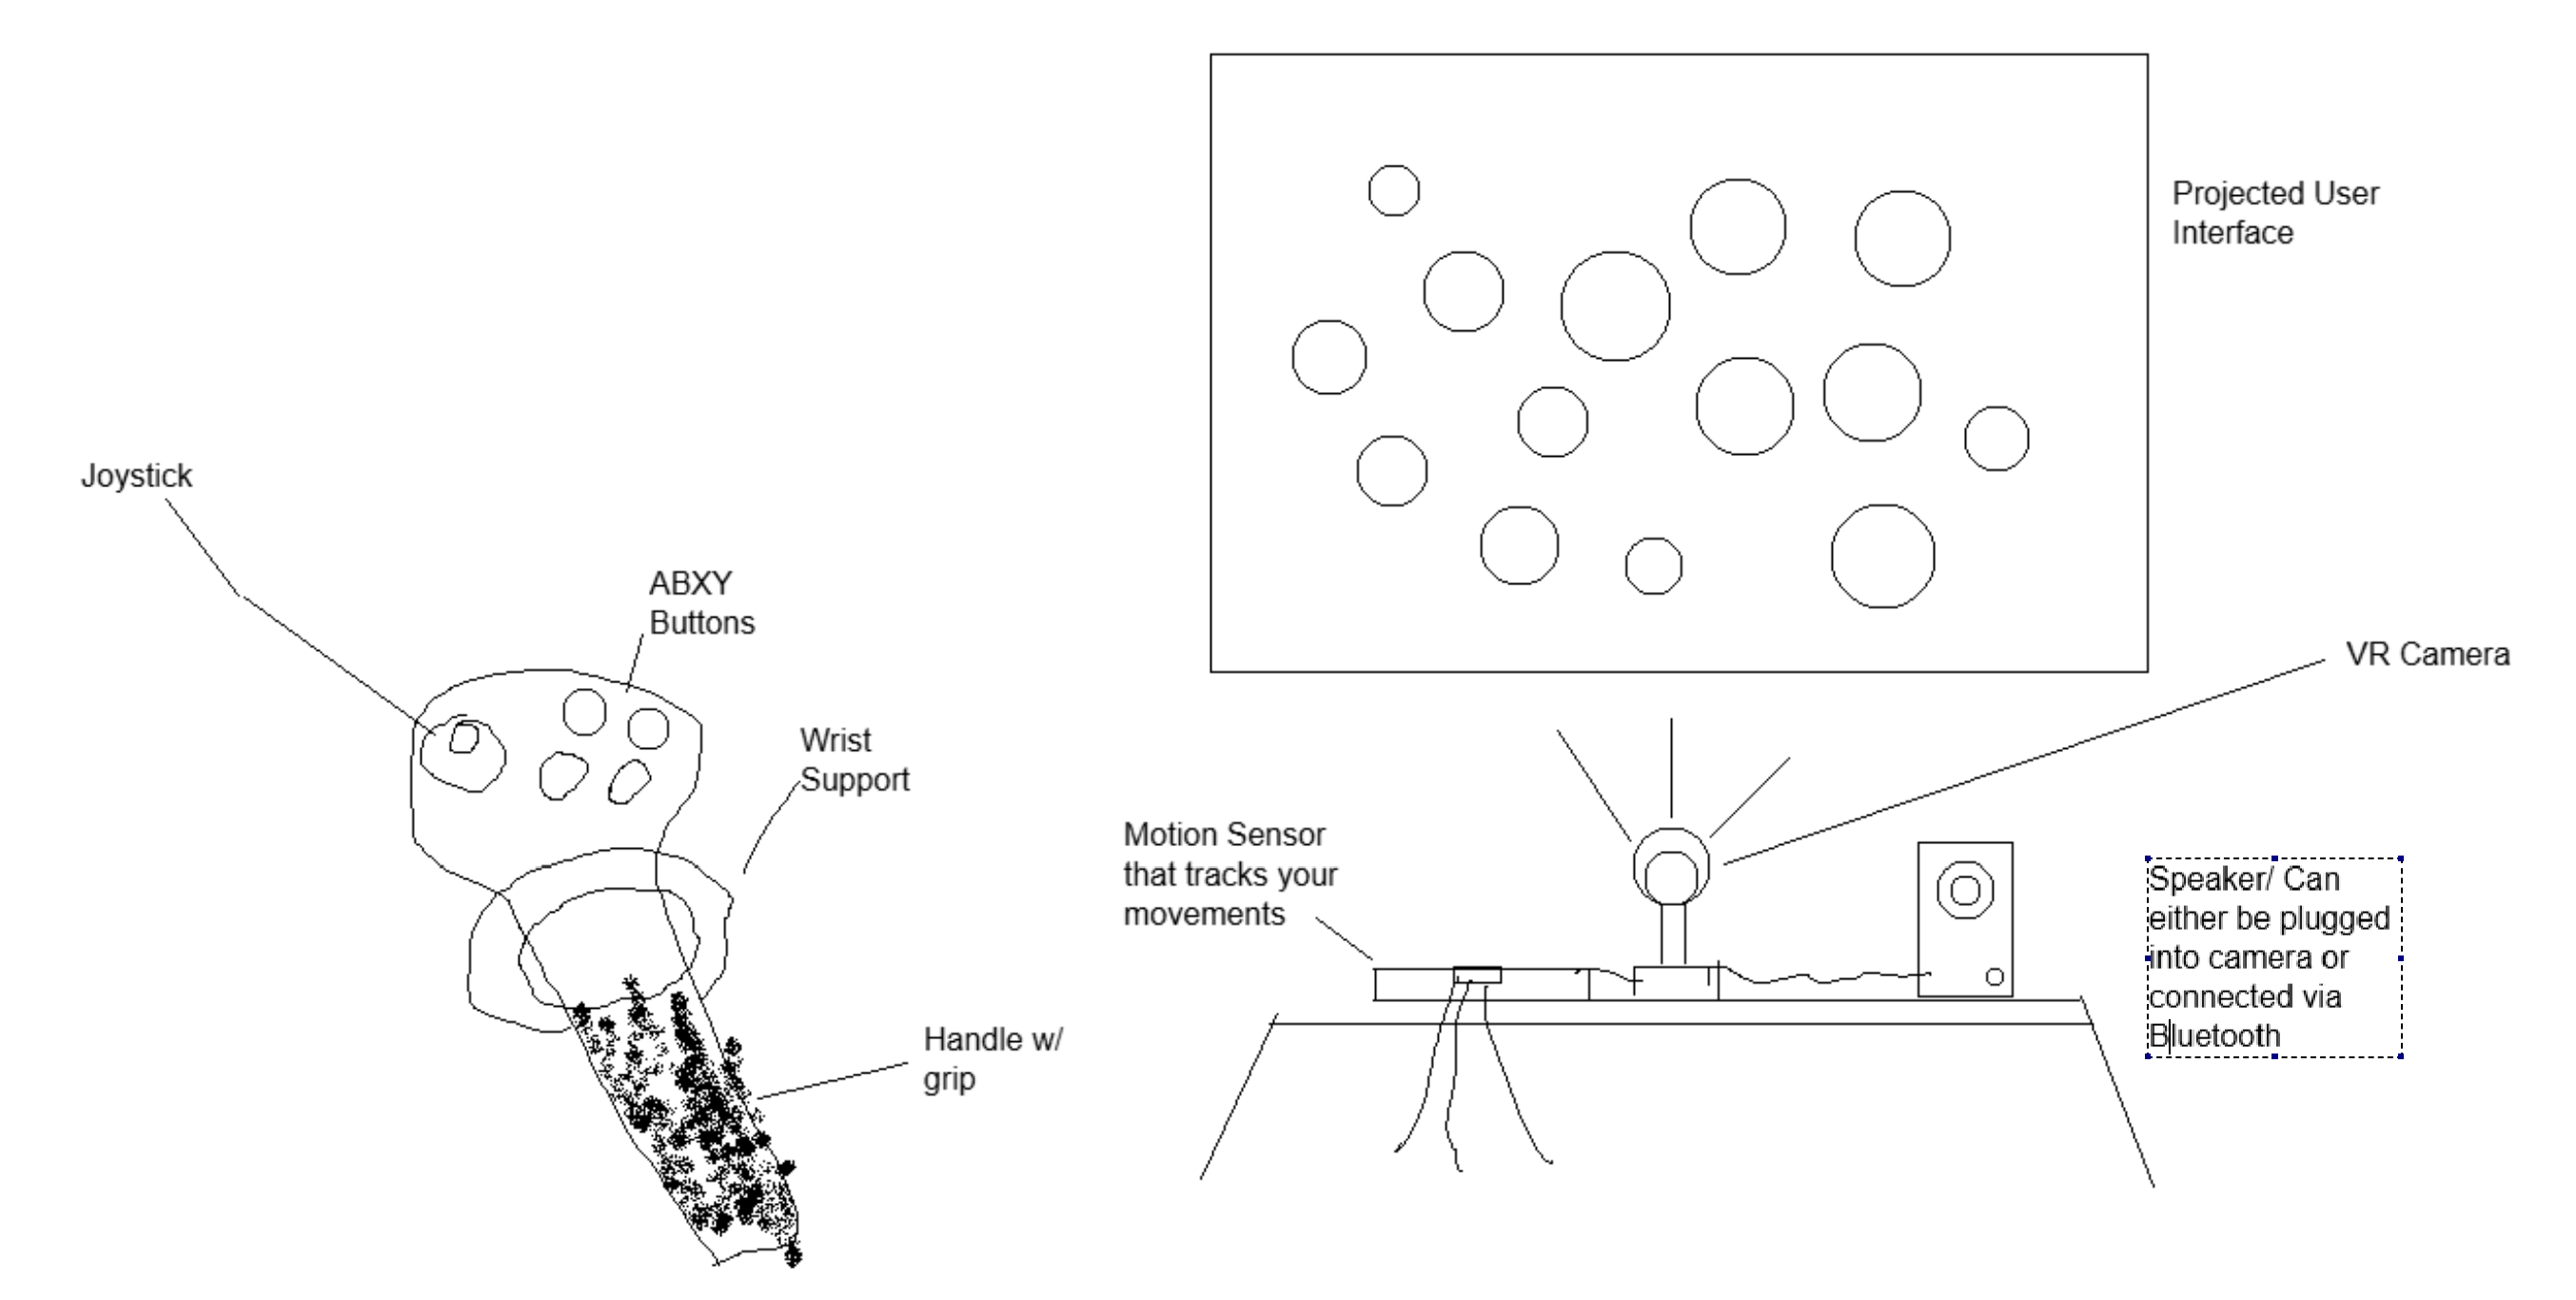 Projected User
Interface
Joystick
ABXY
Buttons
VR Camera
Wrist
Support
Motion Sensor
that tracks your
movements
Speaker/ Can
either be plugged
into camera or
connected via
Bluetooth
Handle w/
grip